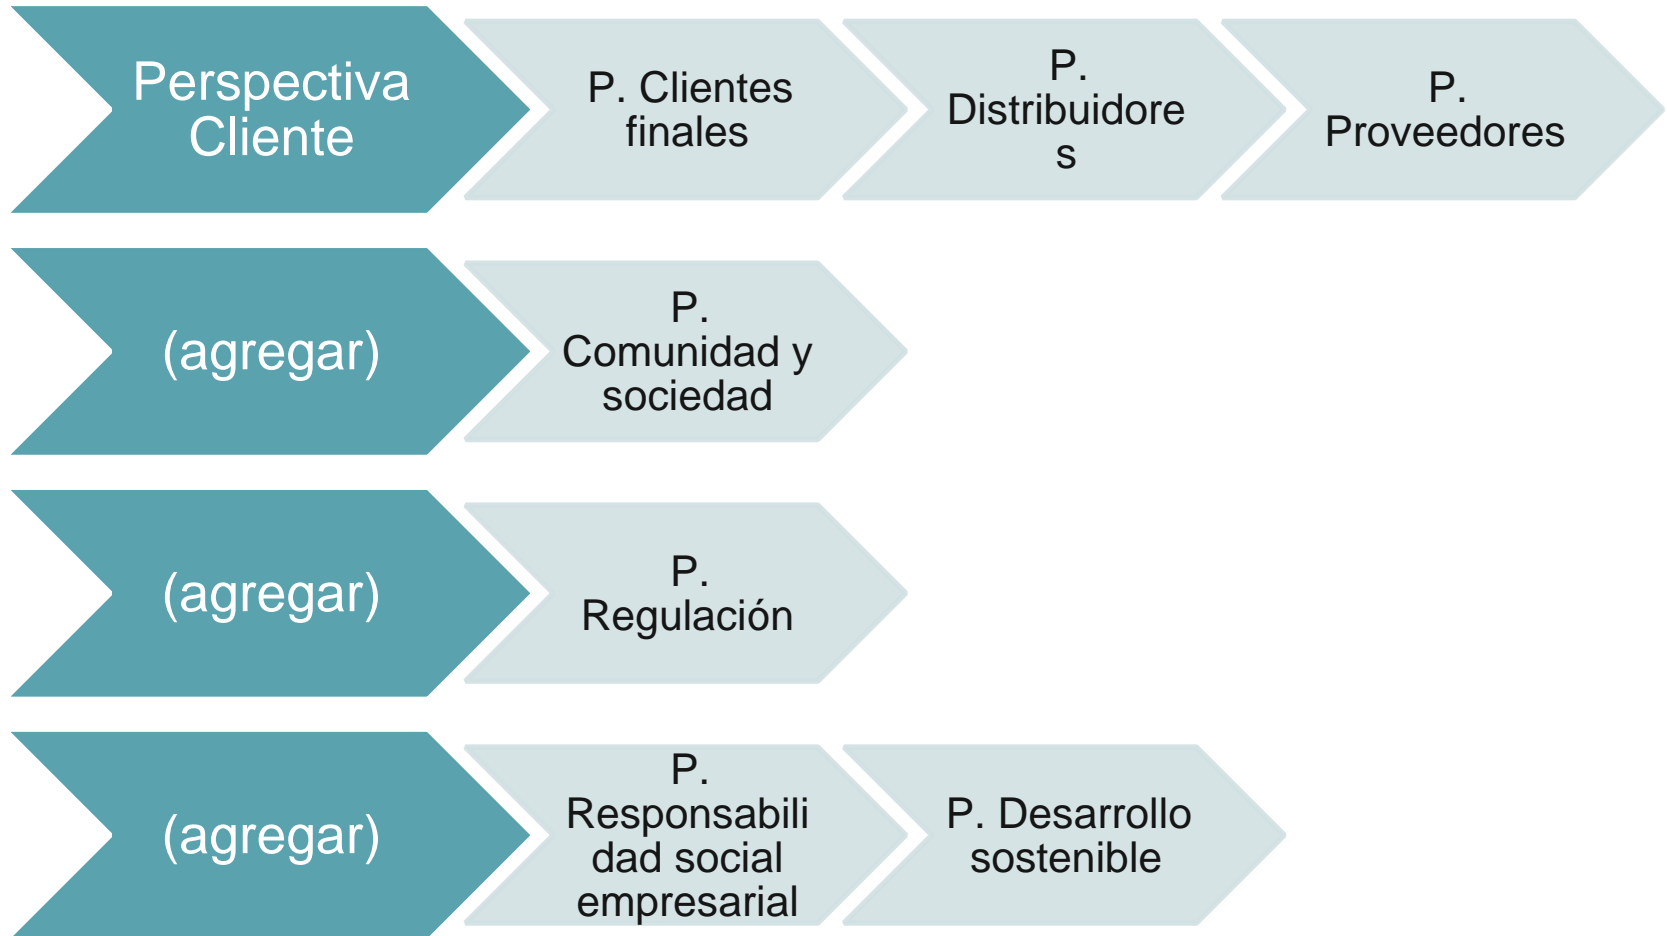 Perspectiva
Cliente
P. Clientes
finales
P.
Distribuidore
s
P.
Proveedores
(agregar)
P.
Comunidad y
sociedad
(agregar)
P.
Regulación
(agregar)
P.
Responsabili
dad social
empresarial
P. Desarrollo
sostenible